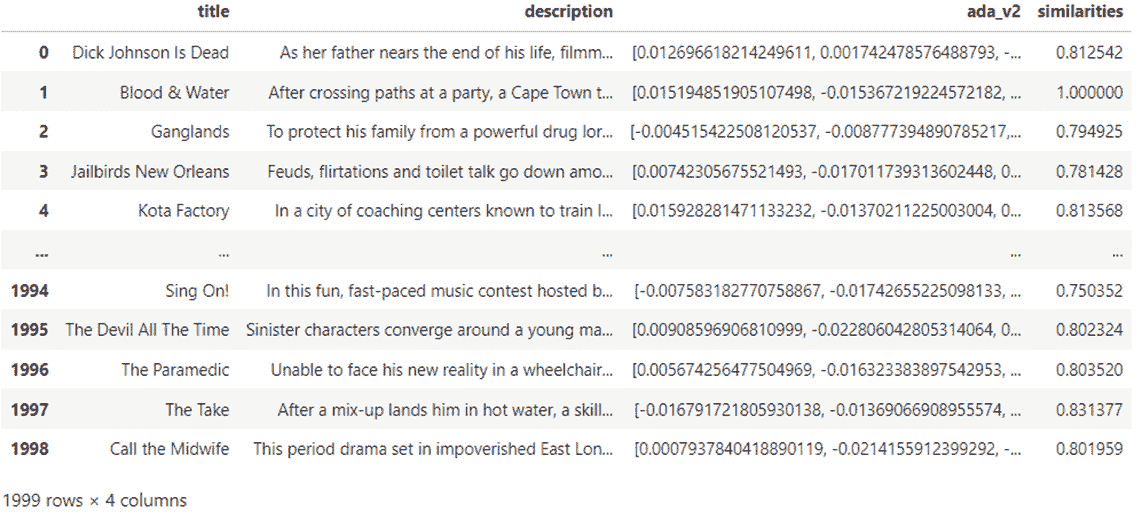 title description ada_v2 similarities
0 Dick Johnson Is Dead As her father nears the end of his life, filmm... [0.012696618214249611, 0.001742478576488793, -... 0.812542
1 Blood & Water After crossing paths at a party, a Cape Town t... [0.015194851905107498, -0.015367219224572182, ... 1.000000
2 Ganglands To protect his family from a powerful drug lor... [-0.004515422508120537, -0.008777394890785217,... 0.794925
3 Jailbirds New Orleans Feuds, flirtations and toilet talk go down amo... [0.00742305675521493, -0.017011739313602448, 0... 0.781428
4 Kota Factory In a city of coaching centers known to train I... [0.015928281471133232, -0.01370211225003004, 0... 0.813568
... ... ... ... ...
1994 Sing On! In this fun, fast-paced music contest hosted b... [-0.007583182770758867, -0.01742655225098133, ... 0.750352
1995 The Devil All The Time Sinister characters converge around a young ma... [0.00908596906810999, -0.022806042805314064, 0... 0.802324
1996 The Paramedic Unable to face his new reality in a wheelchair... [0.005674256477504969, -0.016323383897542953, ... 0.803520
1997 The Take After a mix-up lands him in hot water, a skill... [-0.016791721805930138, -0.01369066908955574, ... 0.831377
1998 Call the Midwife This period drama set in impoverished East Lon... [0.0007937840418890119, -0.0214155912399292, -... 0.801959
1999 rows × 4 columns